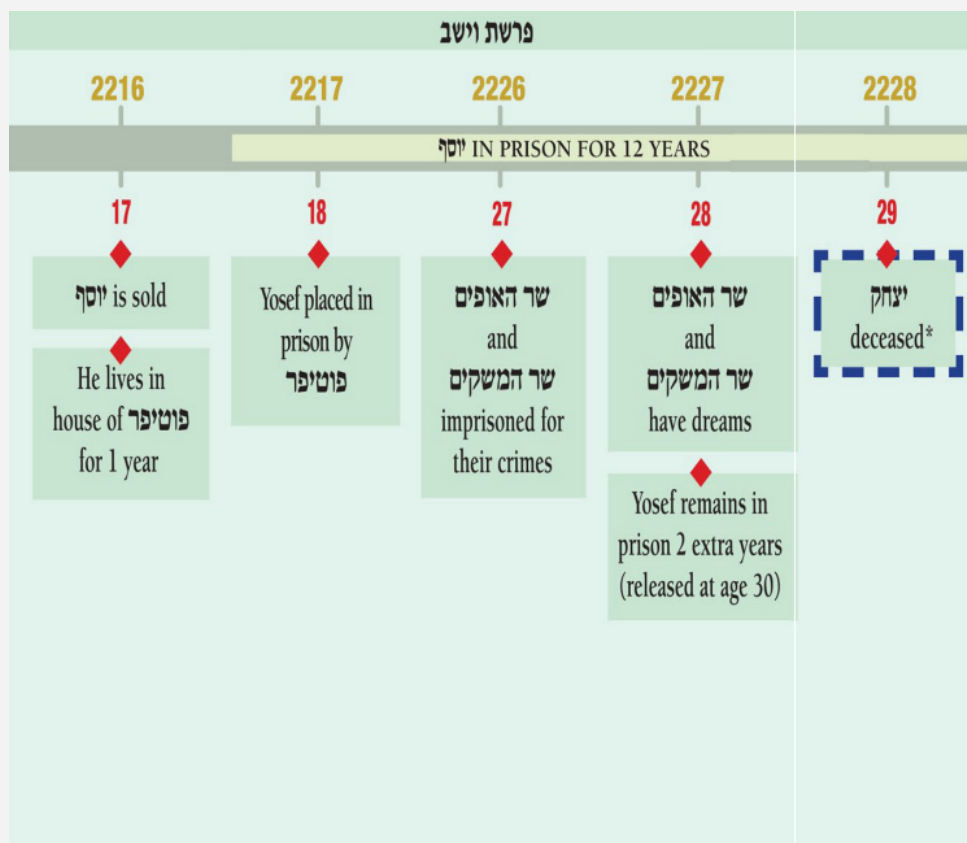 פרשת וישב
2216
2217
2226
2227
2228
יוסף IN PRISON FOR 12 YEARS
17
18
27
28
29
יוסף is sold
He lives in
house of פוטיפר
for 1 year
Yosef placed in
prison by
פוטיפר
שר האופים
and
שר המשקים
imprisoned for
their crimes
שר האופים
and
שר המשקים
have dreams
Yosef remains in
prison 2 extra years
(released at age 30)
יצחק
deceased*